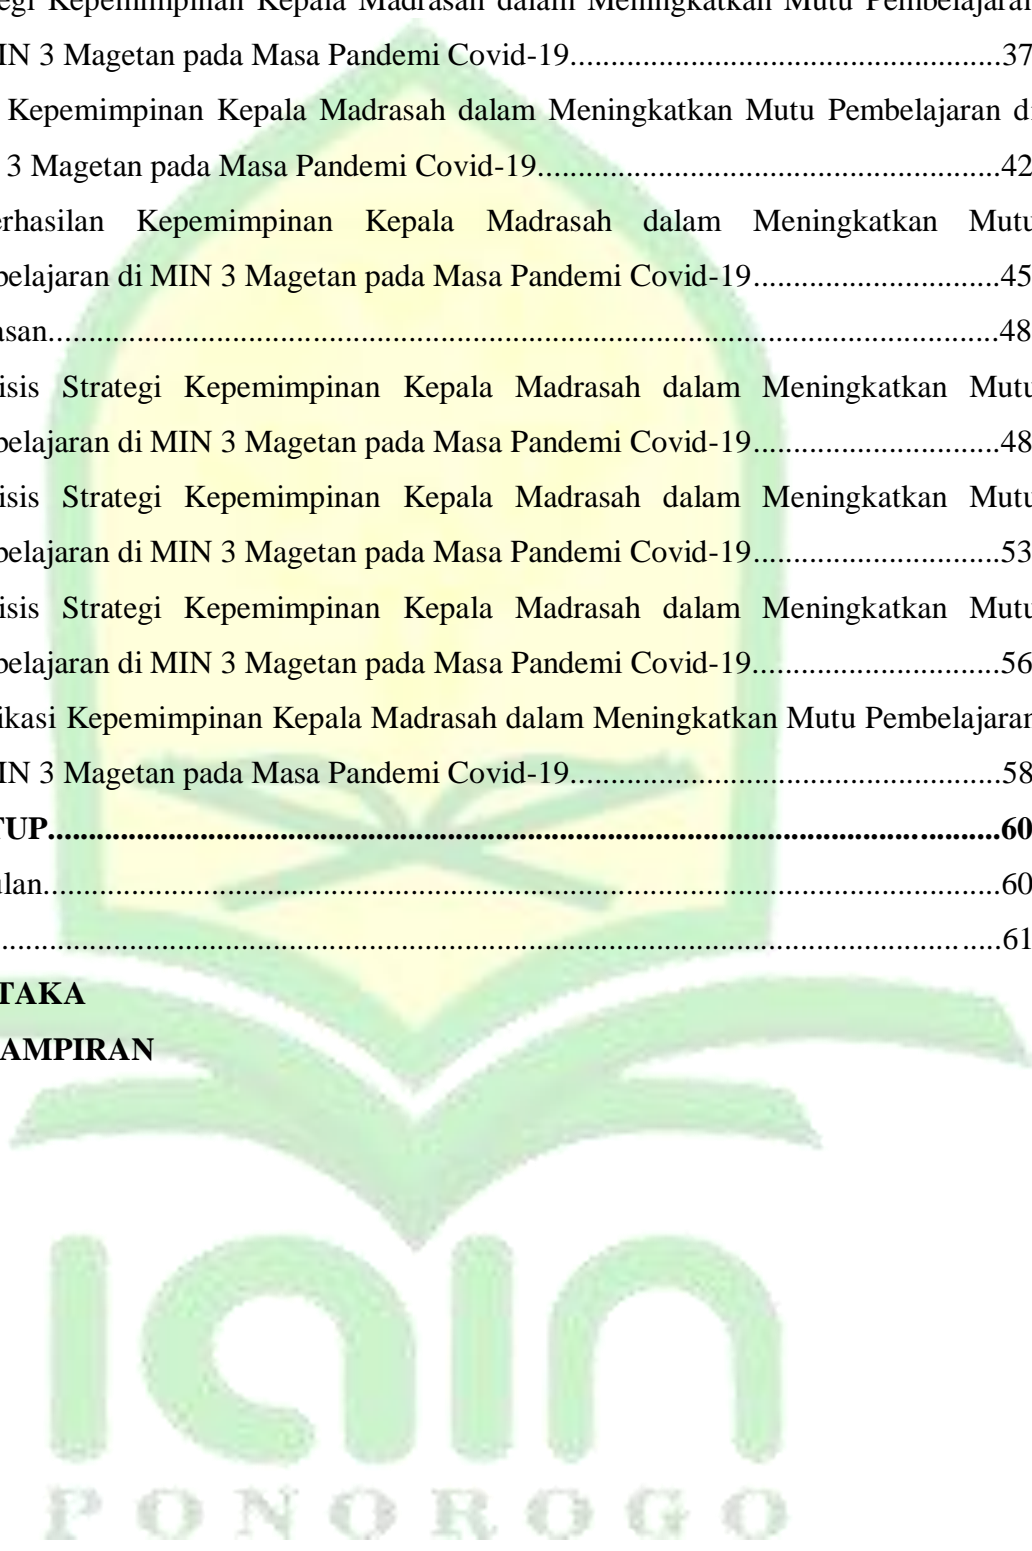 egi Kepemimpinan Kepala Madrasah dalam Meningkatkan Mutu Pembelajaran
IN 3 Magetan pada Masa Pandemi Covid-19..................................................37
Kepemimpinan Kepala Madrasah dalam Meningkatkan Mutu Pembelajaran di
3 Magetan pada Masa Pandemi Covid-19..................................................42
erhasilan Kepemimpinan Kepala Madrasah dalam Meningkatkan Mutu
belajaran di MIN 3 Magetan pada Masa Pandemi Covid-19..............................45
asan..................................................48
isis Strategi Kepemimpinan Kepala Madrasah dalam Meningkatkan Mutu
belajaran di MIN 3 Magetan pada Masa Pandemi Covid-19..............................48
isis Strategi Kepemimpinan Kepala Madrasah dalam Meningkatkan Mutu
belajaran di MIN 3 Magetan pada Masa Pandemi Covid-19..............................53
isis Strategi Kepemimpinan Kepala Madrasah dalam Meningkatkan Mutu
belajaran di MIN 3 Magetan pada Masa Pandemi Covid-19..............................56
ikasi Kepemimpinan Kepala Madrasah dalam Meningkatkan Mutu Pembelajaran
IN 3 Magetan pada Masa Pandemi Covid-19..................................................58
TUP..................................................60
ulan..................................................60
..................................................61
TAKA
AMPIRAN
iain
PONOROGO